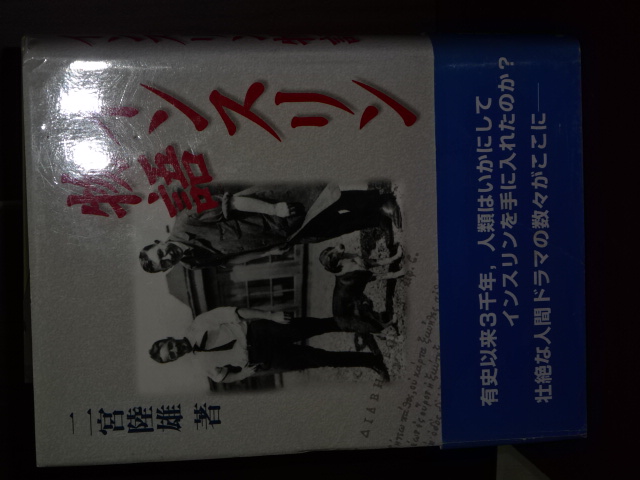 インスリン
物語
二宮陸雄 著
ΔΙΑΒΗ
有史以来3千年，人類はいかにして
インスリンを手に入れたのか？
壮絶な人間ドラマの数々がここに──